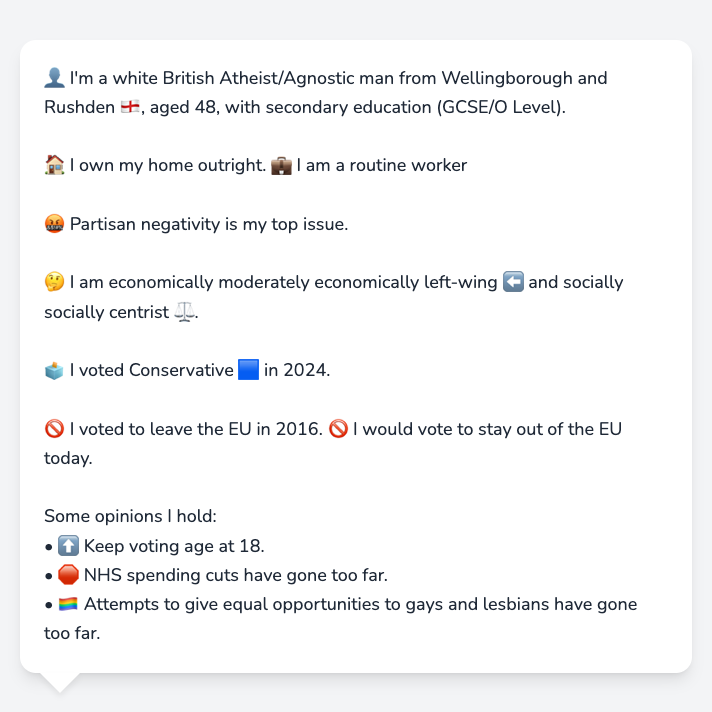 👤 I'm a white British Atheist/Agnostic man from Wellingborough and
Rushden 🏴󠁧󠁢󠁥󠁮󠁧󠁿, aged 48, with secondary education (GCSE/O Level).
🏠 I own my home outright. 💼 I am a routine worker
🤬 Partisan negativity is my top issue.
🤔 I am economically moderately economically left-wing ⬅️ and socially
socially centrist ⚖️.
🗳️ I voted Conservative 🟦 in 2024.
🚫 I voted to leave the EU in 2016. 🚫 I would vote to stay out of the EU
today.
Some opinions I hold:
• ⬆️ Keep voting age at 18.
• 🛑 NHS spending cuts have gone too far.
• 🏳️‍🌈 Attempts to give equal opportunities to gays and lesbians have gone
too far.